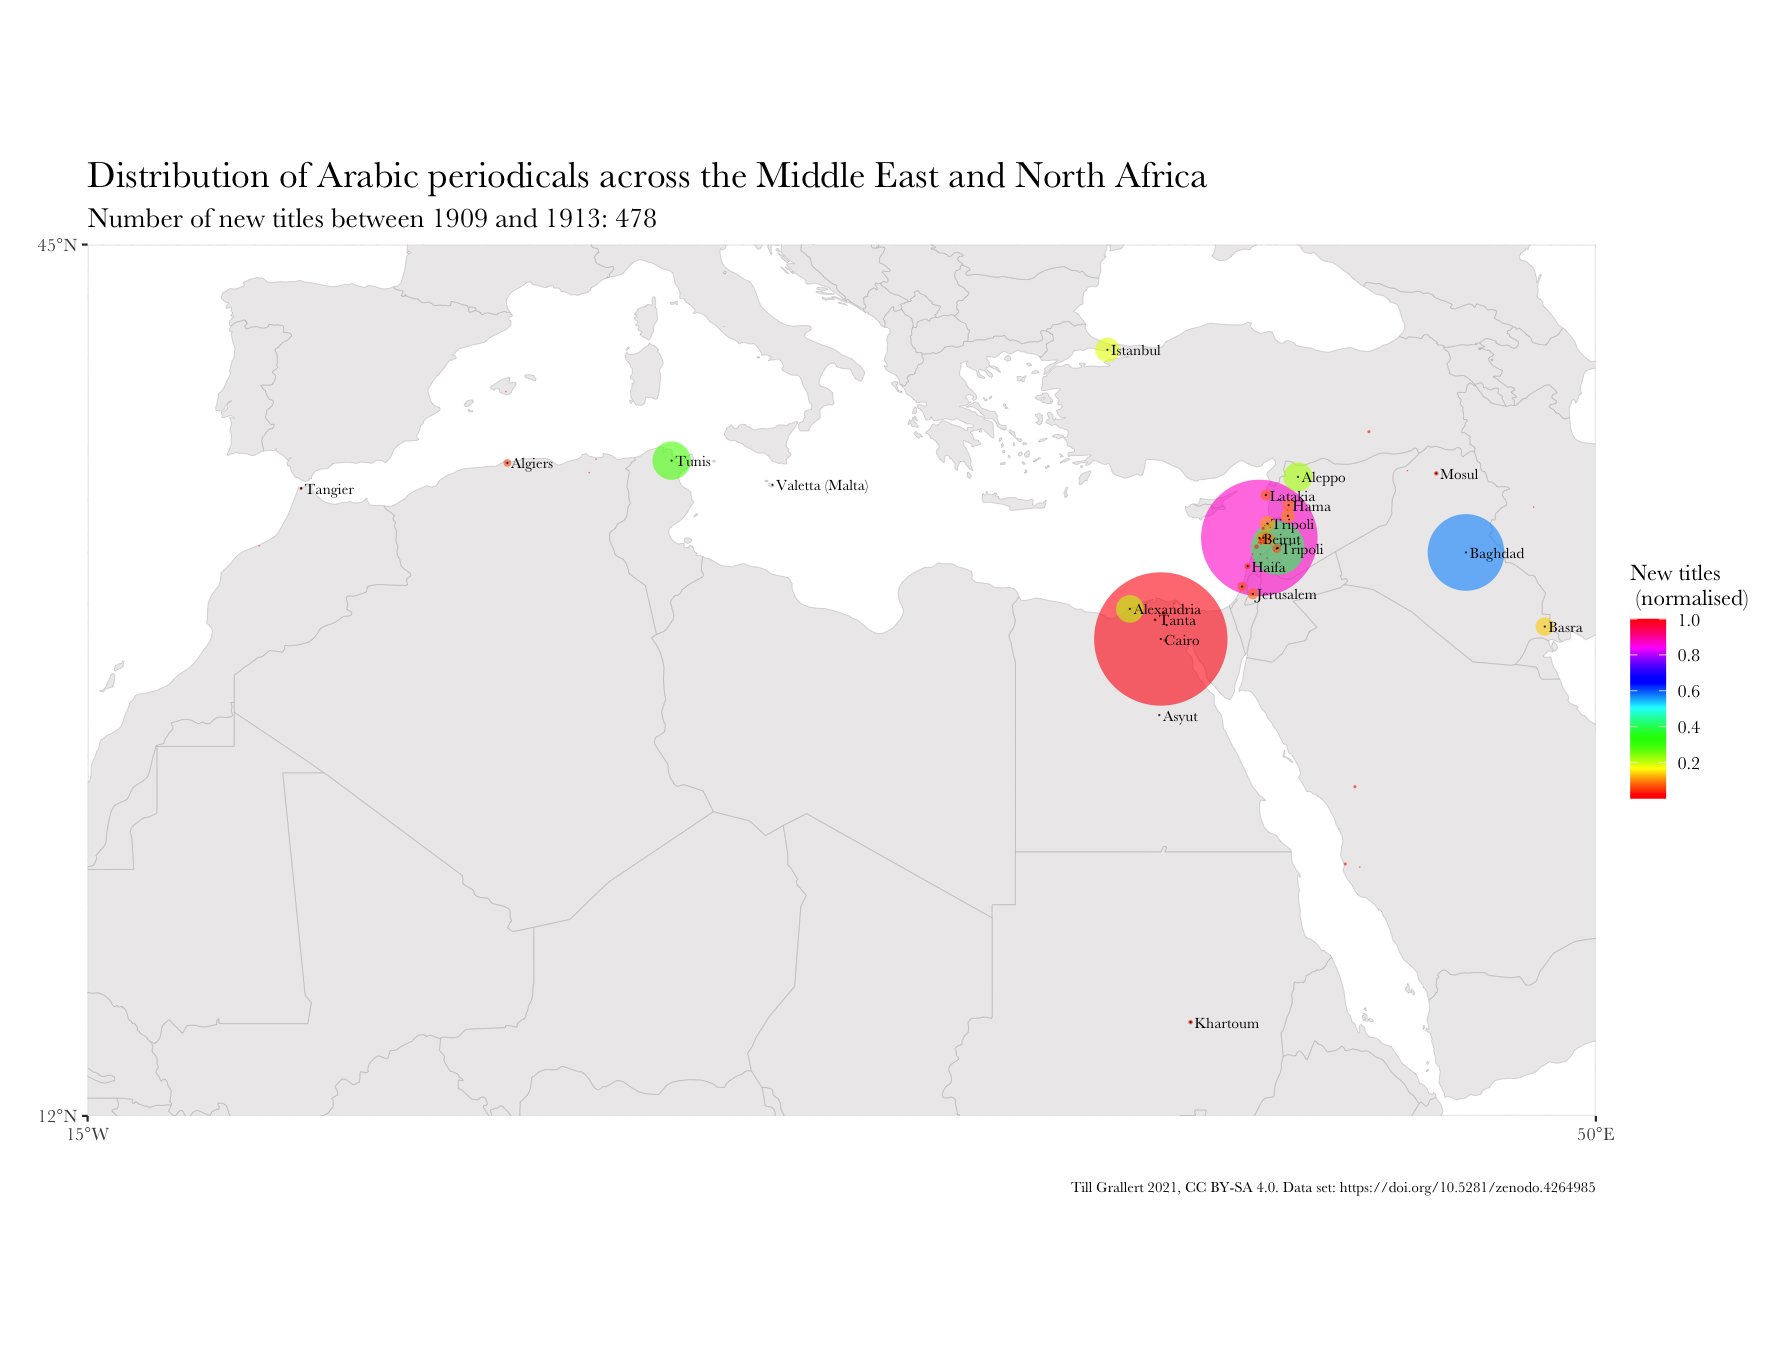 Distribution of Arabic periodicals across the Middle East and North Africa
Number of new titles between 1909 and 1913: 478
45°N
Istanbul
Algiers
Tunis
Tangier
Valetta (Malta)
Aleppo
Mosul
Latakia
Hama
Tripoli
Beirut
Tripoli
Baghdad
Haifa
Jerusalem
Alexandria
Tanta
Cairo
Basra
Asyut
Khartoum
New titles
(normalised)
1.0
0.8
0.6
0.4
0.2
12°N
15°W
50°E
Till Grallert 2021, CC BY-SA 4.0. Data set: https://doi.org/10.5281/zenodo.4264985